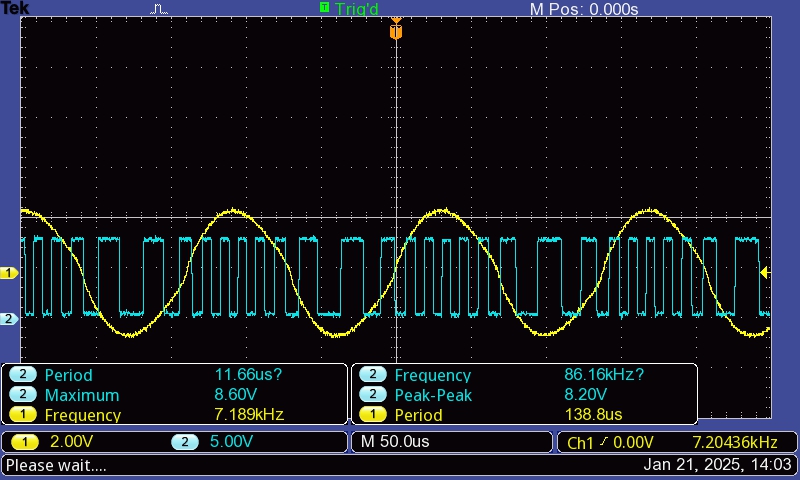 Tek T Trig'd M Pos: 0.000s
T
1
2
2 Period 11.66us? 2 Frequency 86.16kHz?
2 Maximum 8.60V 2 Peak-Peak 8.20V
1 Frequency 7.189kHz 1 Period 138.8us
1 2.00V 2 5.00V M 50.0us Ch1 / 0.00V 7.20436kHz
Please wait.... Jan 21, 2025, 14:03